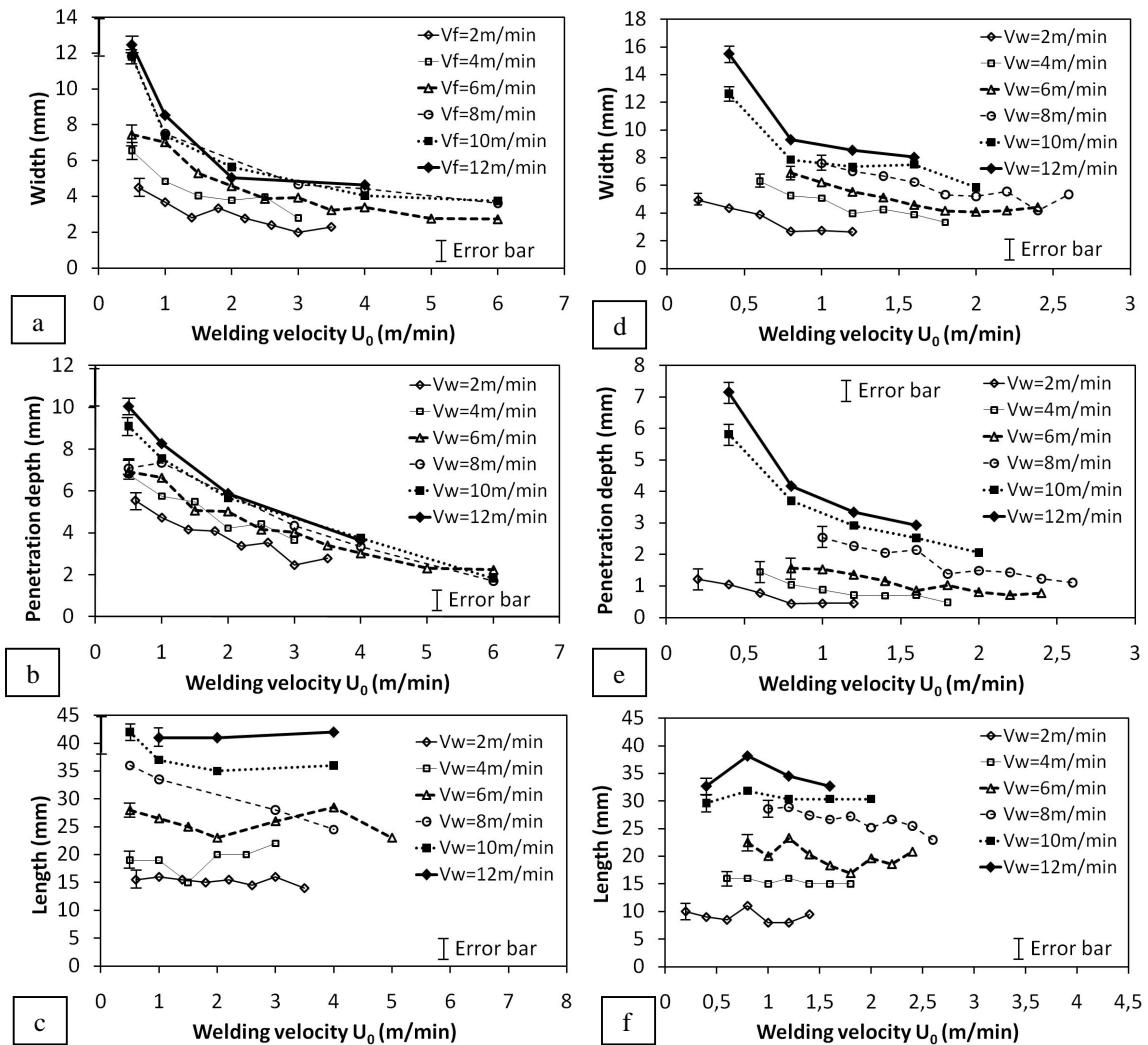 14
12
10
8
6
4
2
0
Width (mm)
Vf=2m/min
Vf=4m/min
Vf=6m/min
Vf=8m/min
Vf=10m/min
Vf=12m/min
Error bar
0 1 2 3 4 5 6 7
Welding velocity U₀ (m/min)
a
18
16
14
12
10
8
6
4
2
0
Width (mm)
Vw=2m/min
Vw=4m/min
Vw=6m/min
Vw=8m/min
Vw=10m/min
Vw=12m/min
Error bar
0 0,5 1 1,5 2 2,5 3
Welding velocity U₀ (m/min)
d
12
10
8
6
4
2
0
Penetration depth (mm)
Vw=2m/min
Vw=4m/min
Vw=6m/min
Vw=8m/min
Vw=10m/min
Vw=12m/min
Error bar
0 1 2 3 4 5 6 7
Welding velocity U₀ (m/min)
b
8
7
6
5
4
3
2
1
0
Penetration depth (mm)
Error bar
Vw=2m/min
Vw=4m/min
Vw=6m/min
Vw=8m/min
Vw=10m/min
Vw=12m/min
0 0,5 1 1,5 2 2,5 3
Welding velocity U₀ (m/min)
e
45
40
35
30
25
20
15
10
5
0
Length (mm)
Vw=2m/min
Vw=4m/min
Vw=6m/min
Vw=8m/min
Vw=10m/min
Vw=12m/min
Error bar
0 1 2 3 4 5 6 7 8
Welding velocity U₀ (m/min)
c
45
40
35
30
25
20
15
10
5
0
Length (mm)
Vw=2m/min
Vw=4m/min
Vw=6m/min
Vw=8m/min
Vw=10m/min
Vw=12m/min
Error bar
0 0,5 1 1,5 2 2,5 3 3,5 4 4,5
Welding velocity U₀ (m/min)
f